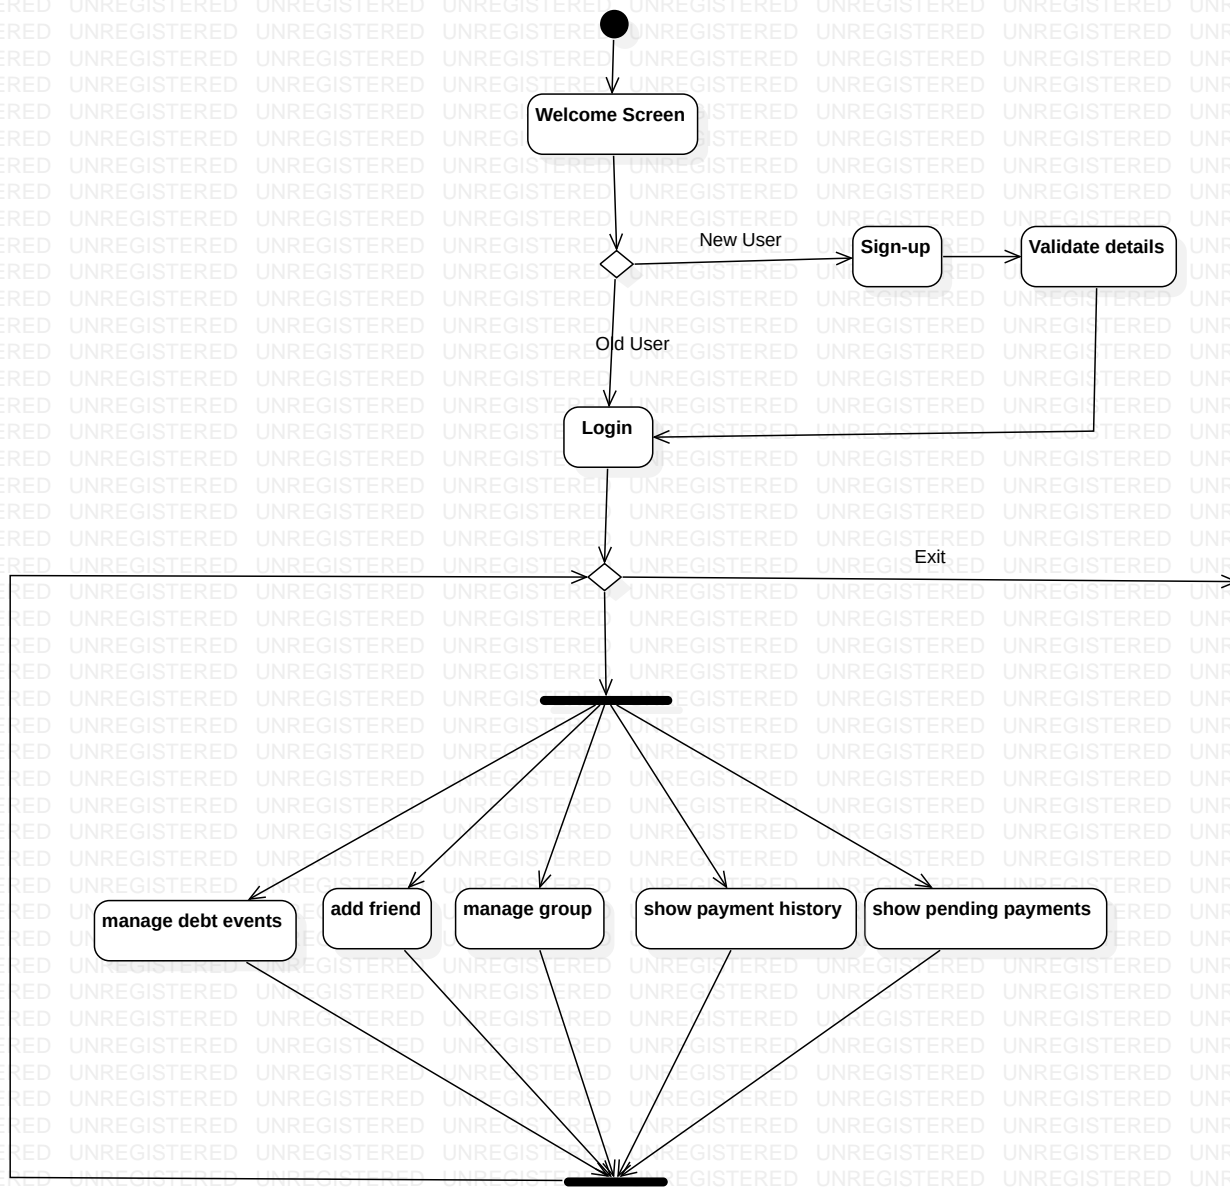 Welcome Screen
New User
Sign-up
Validate details
Old User
Login
Exit
manage debt events
add friend
manage group
show payment history
show pending payments
UNREGISTERED